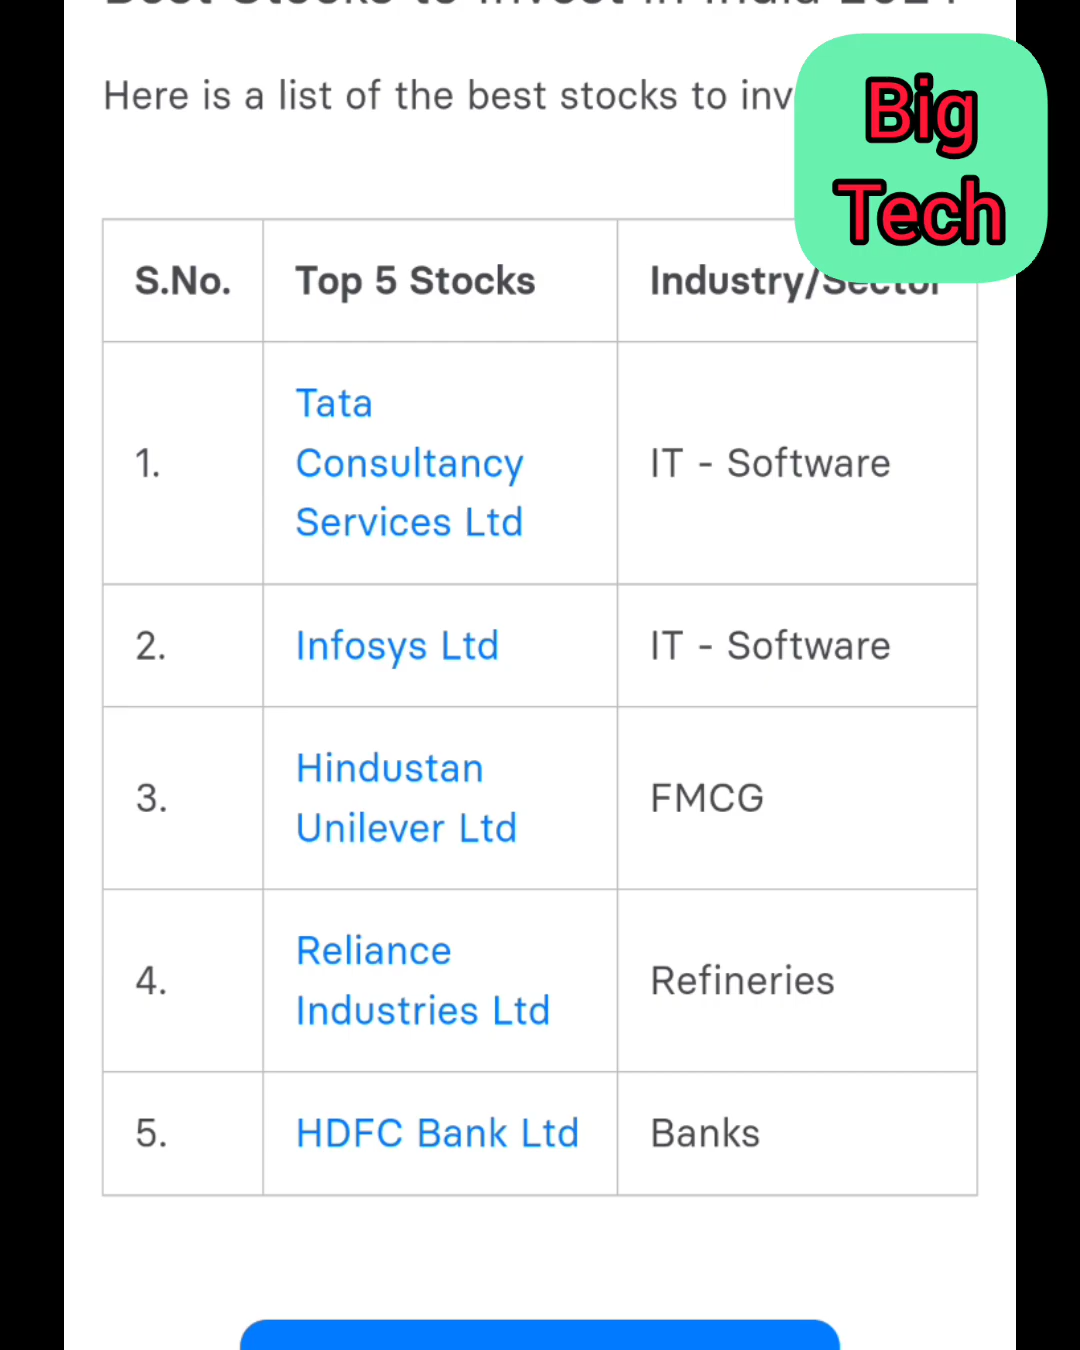 Here is a list of the best stocks to inv
Big
Tech
S.No. Top 5 Stocks Industry/Sector
1. Tata Consultancy Services Ltd IT - Software
2. Infosys Ltd IT - Software
3. Hindustan Unilever Ltd FMCG
4. Reliance Industries Ltd Refineries
5. HDFC Bank Ltd Banks